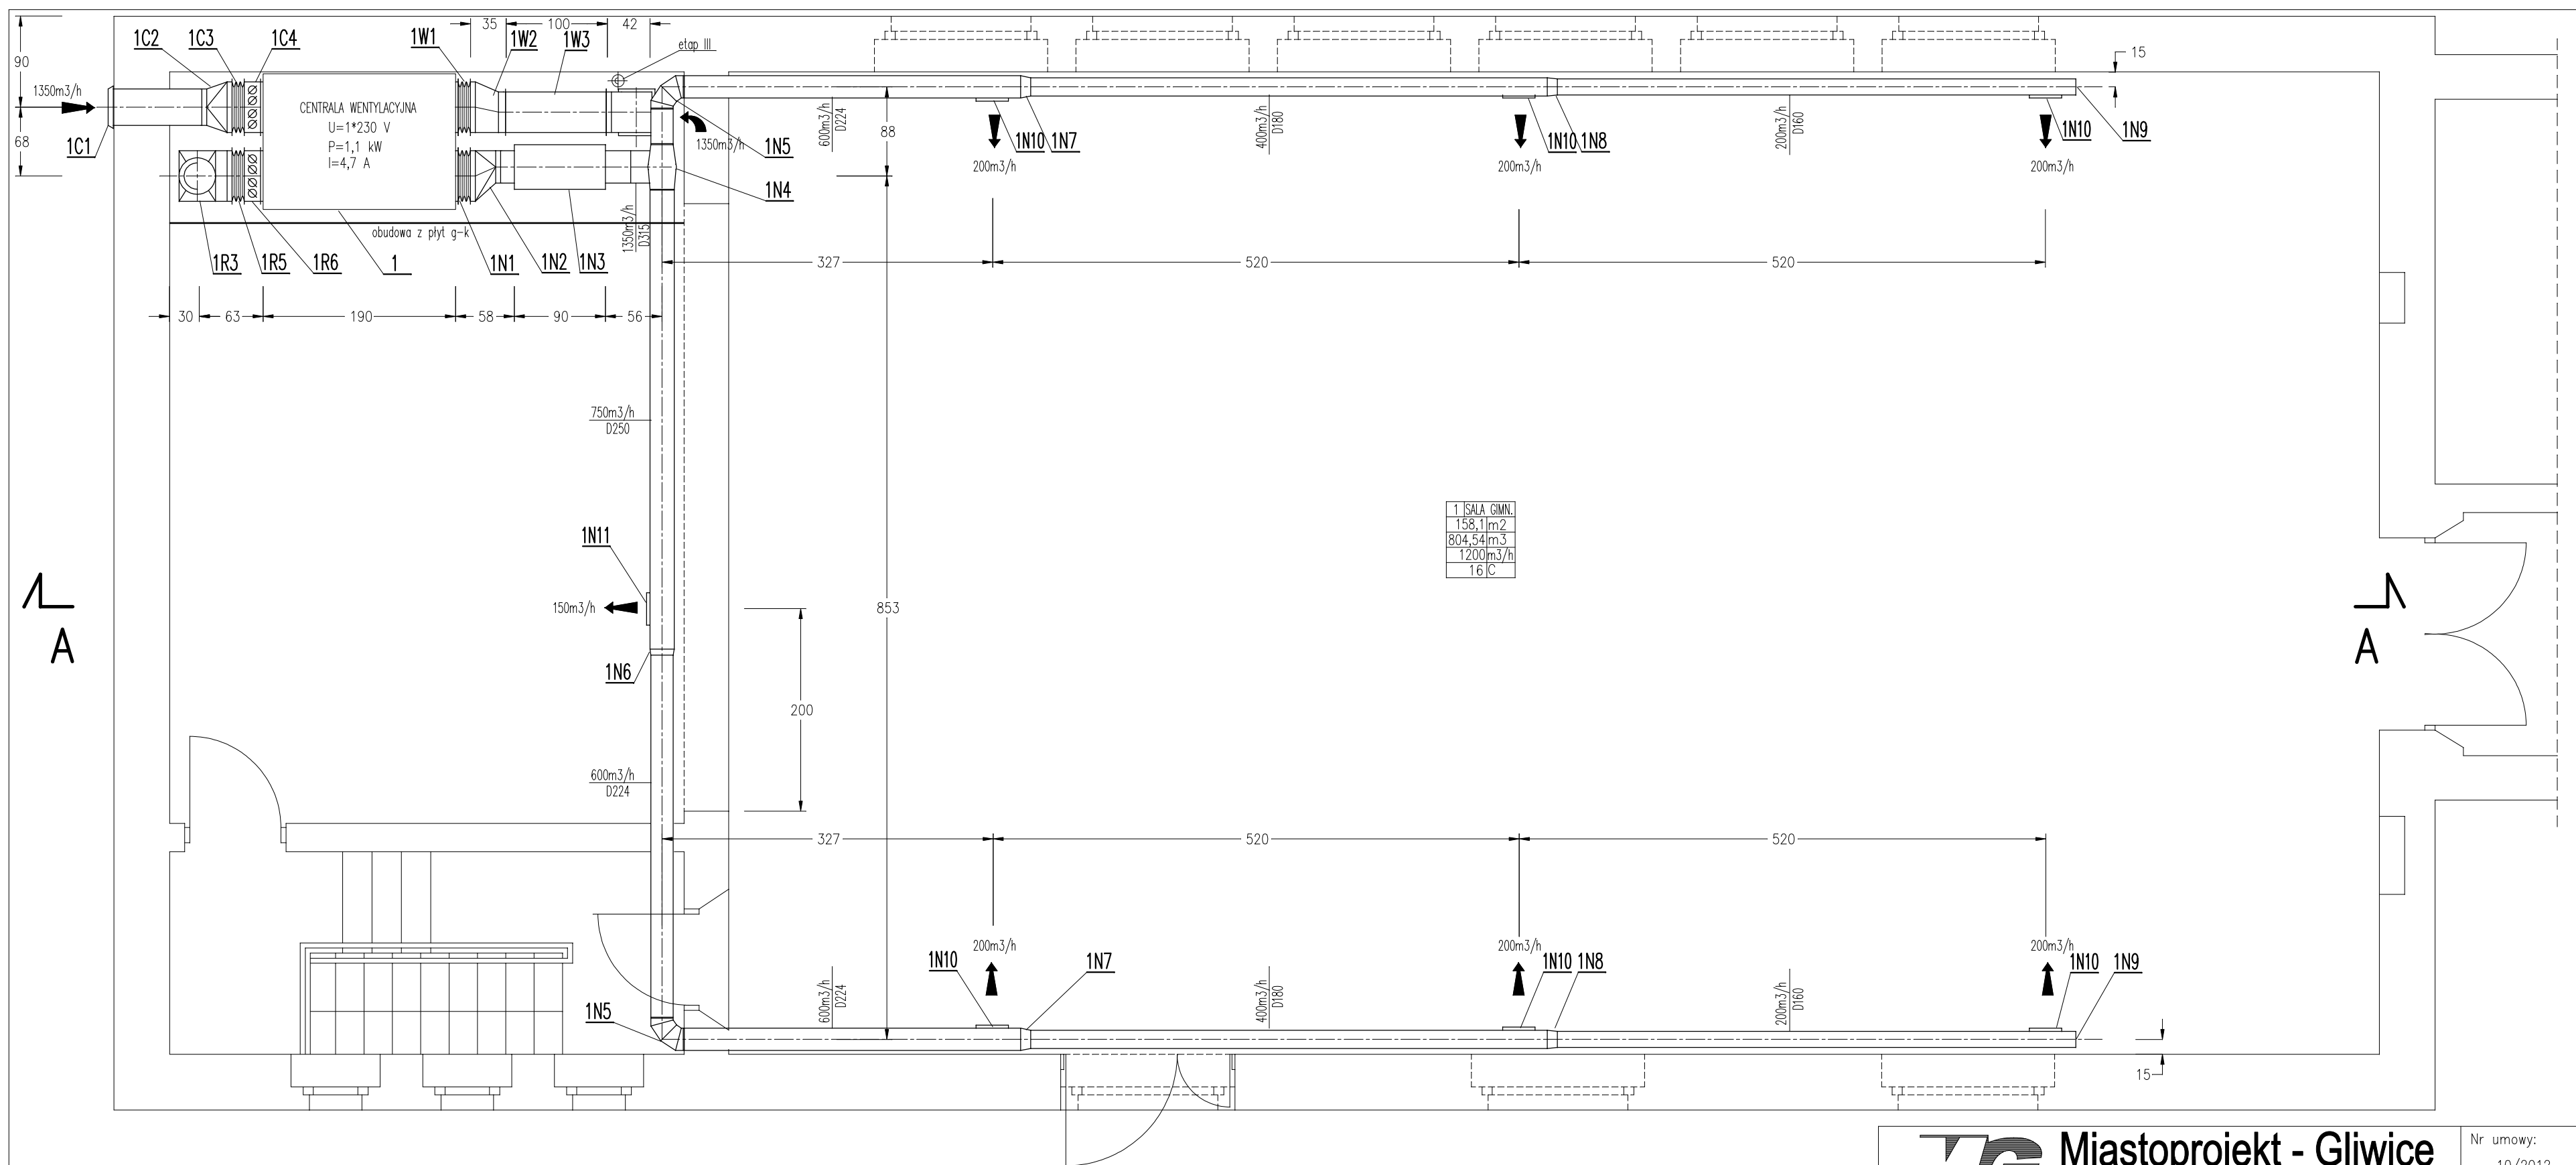 35 100 42
1C2 1C3 1C4 1W1 1W2 1W3
etap III
90
15
1350m3/h
CENTRALA WENTYLACYJNA
U=1*230 V
P=1,1 kW
I=4,7 A
68
1C1
1350m3/h
1N5
88
600m3/h
D224
1N10 1N7
400m3/h
D180
1N10 1N8
200m3/h
D160
1N10 1N9
200m3/h 200m3/h 200m3/h
1N4
1350m3/h
D315
obudowa z płyt g-k
1R3 1R5 1R6 1 1N1 1N2 1N3
327 520 520
30 63 190 58 90 56
750m3/h
D250
1 SALA GIMN.
158,1 m2
804,54 m3
1200 m3/h
16 C
1N11
150m3/h
853
A A
1N6
200
600m3/h
D224
327 520 520
200m3/h 200m3/h 200m3/h
1N10 1N7 1N10 1N8 1N10 1N9
600m3/h
D224
400m3/h
D180
200m3/h
D160
1N5
15
Miastoprojekt - Gliwice
Nr umowy:
10/2012